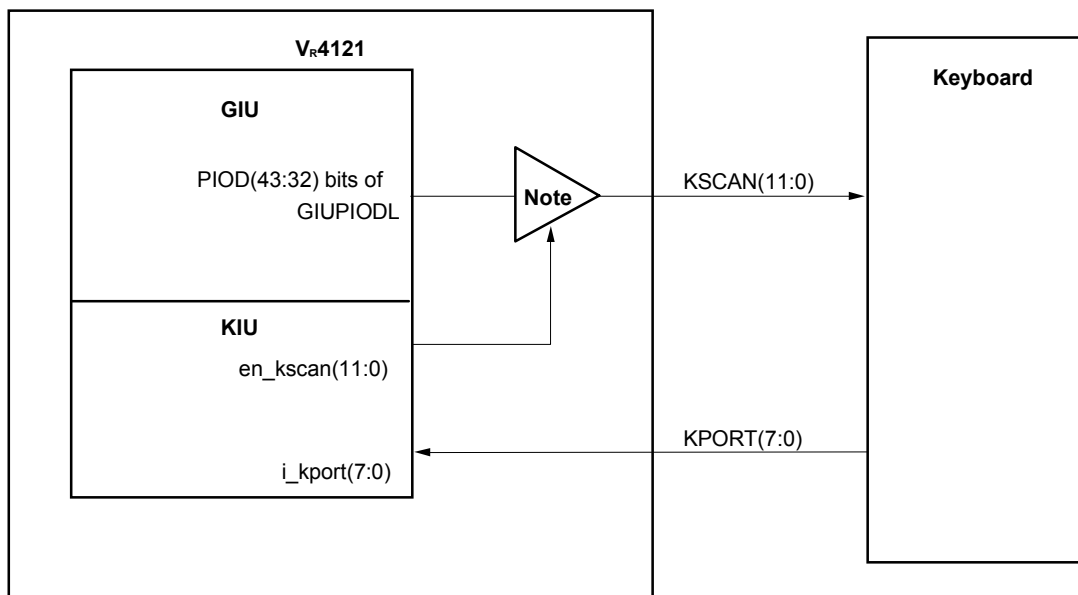 VR4121
GIU
PIOD(43:32) bits of
GIUPIODL
Note
KSCAN(11:0)
Keyboard
KIU
en_kscan(11:0)
i_kport(7:0)
KPORT(7:0)